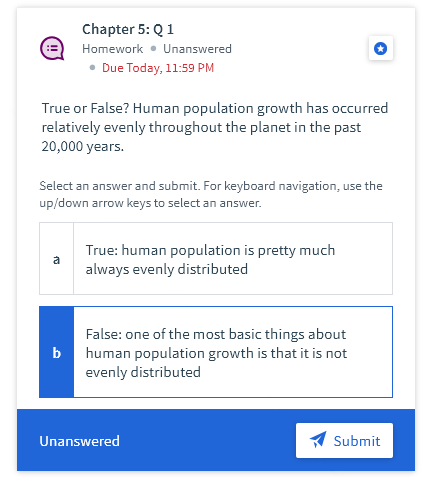 Chapter 5: Q 1
Homework • Unanswered
• Due Today, 11:59 PM
True or False? Human population growth has occurred
relatively evenly throughout the planet in the past
20,000 years.
Select an answer and submit. For keyboard navigation, use the
up/down arrow keys to select an answer.
a
True: human population is pretty much
always evenly distributed
b
False: one of the most basic things about
human population growth is that it is not
evenly distributed
Unanswered
Submit